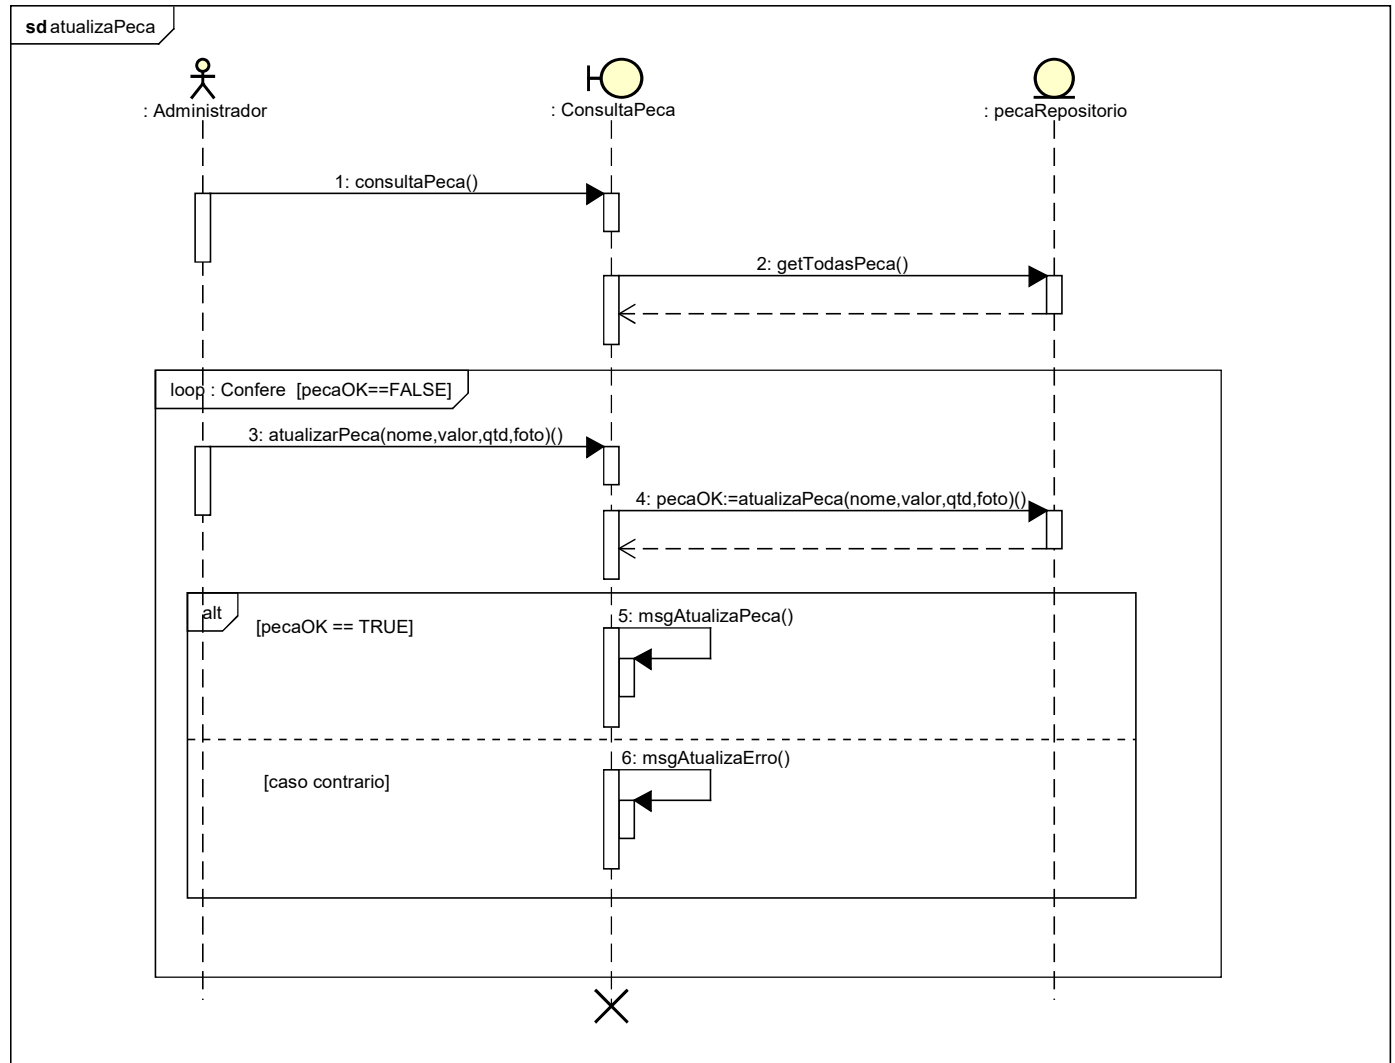 sd atualizaPeca
: Administrador
: ConsultaPeca
: pecaRepositorio
1: consultaPeca()
2: getTodasPeca()
loop : Confere [pecaOK==FALSE]
3: atualizarPeca(nome,valor,qtd,foto)()
4: pecaOK:=atualizaPeca(nome,valor,qtd,foto)()
alt
[pecaOK == TRUE]
5: msgAtualizaPeca()
6: msgAtualizaErro()
[caso contrario]